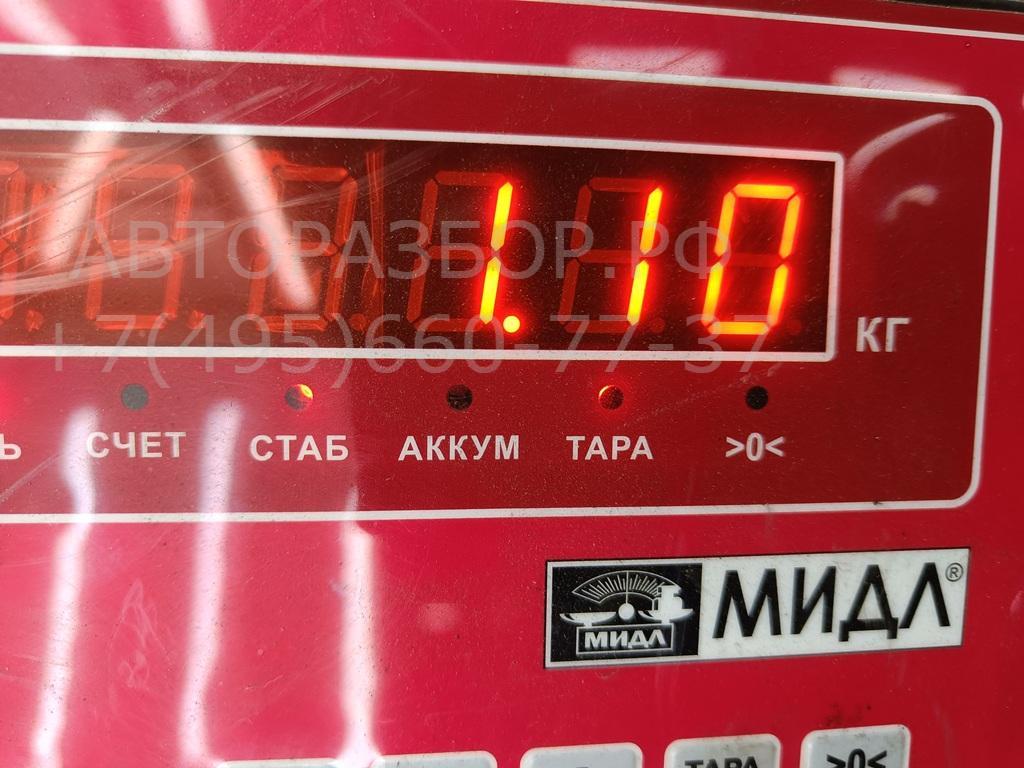 1.10
КГ
АВТОРАЗБОР.РФ
+7(495)660-77-37
Ь СЧЕТ СТАБ АККУМ ТАРА >0<
МИДЛ МИДЛ®
ТАРА >0<